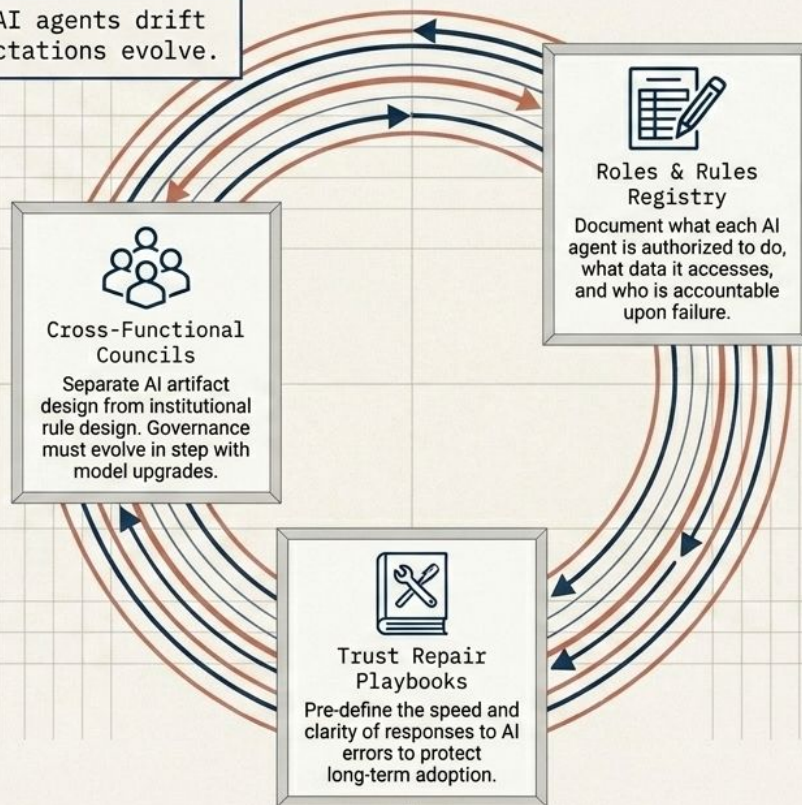 AI agents drift
ctations evolve.
Roles & Rules
Registry
Document what each AI
agent is authorized to do,
what data it accesses,
and who is accountable
upon failure.
Cross-Functional
Councils
Separate AI artifact
design from institutional
rule design. Governance
must evolve in step with
model upgrades.
Trust Repair
Playbooks
Pre-define the speed and
clarity of responses to AI
errors to protect
long-term adoption.